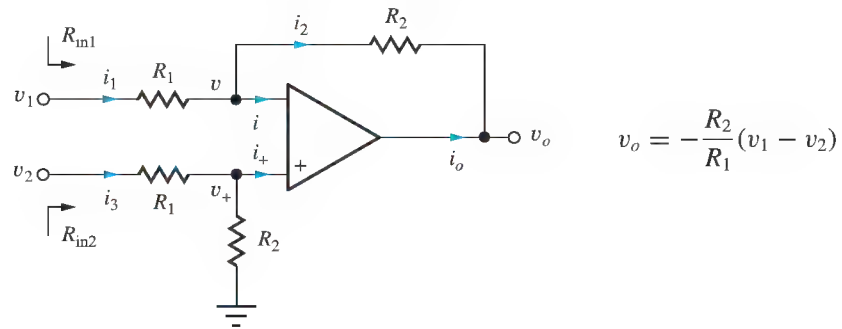 R_in1
i_2
R_2
i_1
R_1
v
v_1
i
v_o
i_+
+
i_o
v_2
i_3
R_1
v_+
R_in2
R_2
v_o = -\frac{R_2}{R_1}(v_1 - v_2)